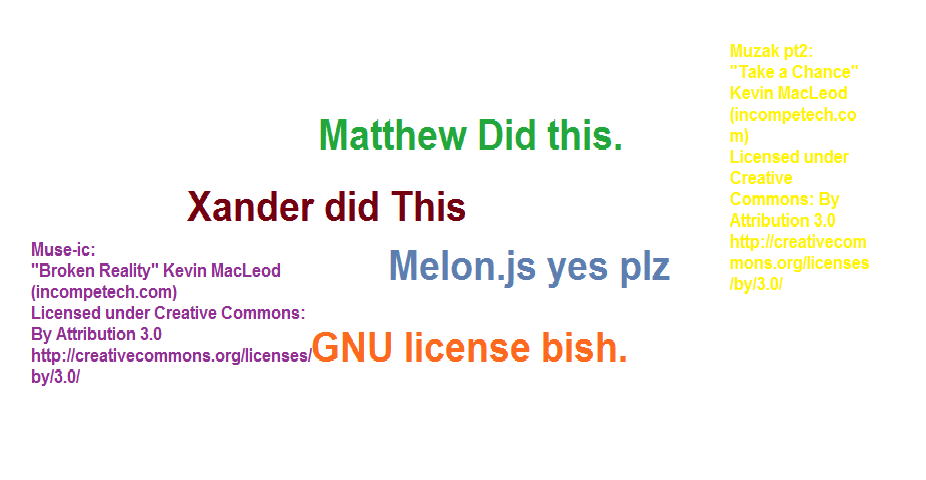 Muzak pt2:
"Take a Chance"
Kevin MacLeod
(incompetech.co
m)
Licensed under
Creative
Commons: By
Attribution 3.0
http://creativecom
mons.org/licenses
/by/3.0/
Matthew Did this.
Xander did This
Melon.js yes plz
GNU license bish.
Muse-ic:
"Broken Reality" Kevin MacLeod
(incompetech.com)
Licensed under Creative Commons:
By Attribution 3.0
http://creativecommons.org/licenses/
by/3.0/